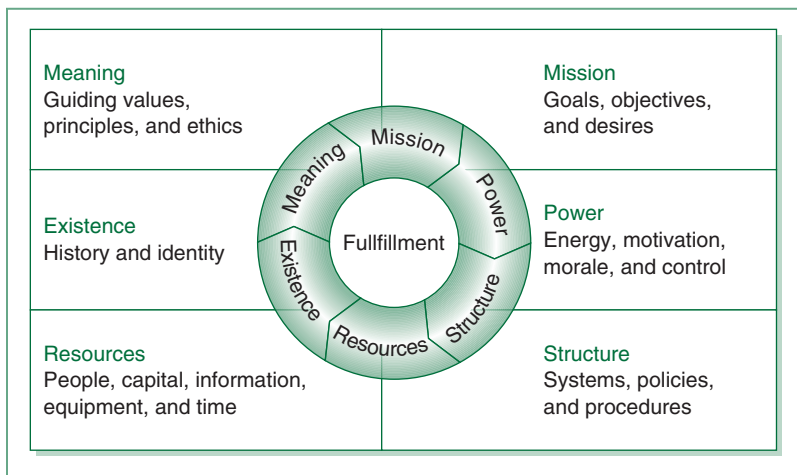 Meaning
Guiding values,
principles, and ethics
Mission
Goals, objectives,
and desires
Existence
History and identity
Power
Energy, motivation,
morale, and control
Resources
People, capital, information,
equipment, and time
Structure
Systems, policies,
and procedures
Mission
Power
Structure
Resources
Existence
Meaning
Fullfillment